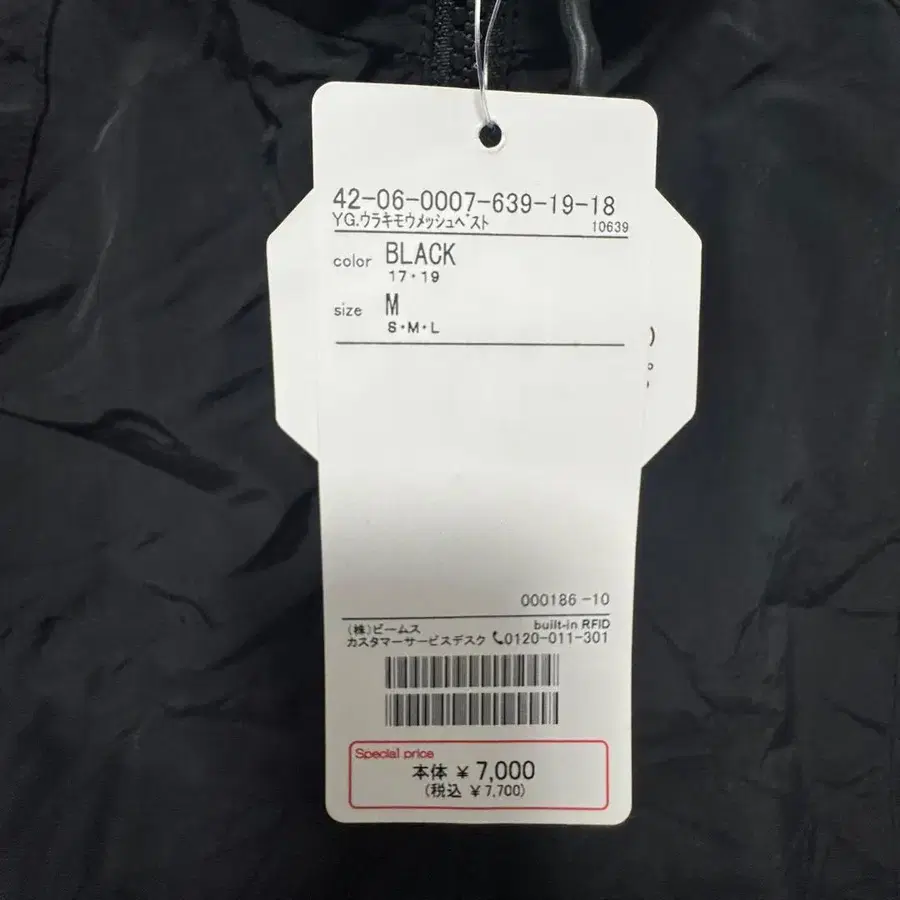 42-06-0007-639-19-18
YG.ウラキモウメッシュベスト 10639
color BLACK
17・19
size M
S・M・L
000186-10
built-in RFID
(株)ビームス
カスタマーサービスデスク 0120-011-301
Special price
本体 ¥7,000
(税込 ¥7,700)